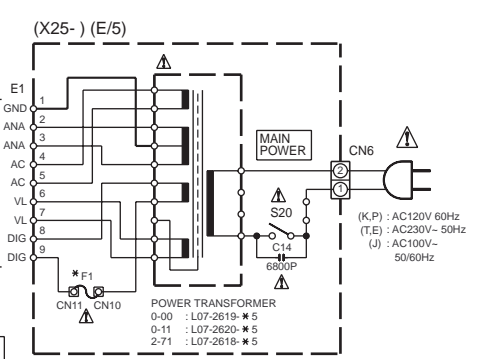 (X25- ) (E/5)
E1
GND 1
ANA 2
ANA 3
AC 4
AC 5
VL 6
VL 7
DIG 8
DIG 9
*F1
CN11 CN10
MAIN
POWER
S20
C14
6800P
CN6
2
1
(K,P) : AC120V 60Hz
(T,E) : AC230V~ 50Hz
(J) : AC100V~
50/60Hz
POWER TRANSFORMER
0-00 : L07-2619-*5
0-11 : L07-2620-*5
2-71 : L07-2618-*5